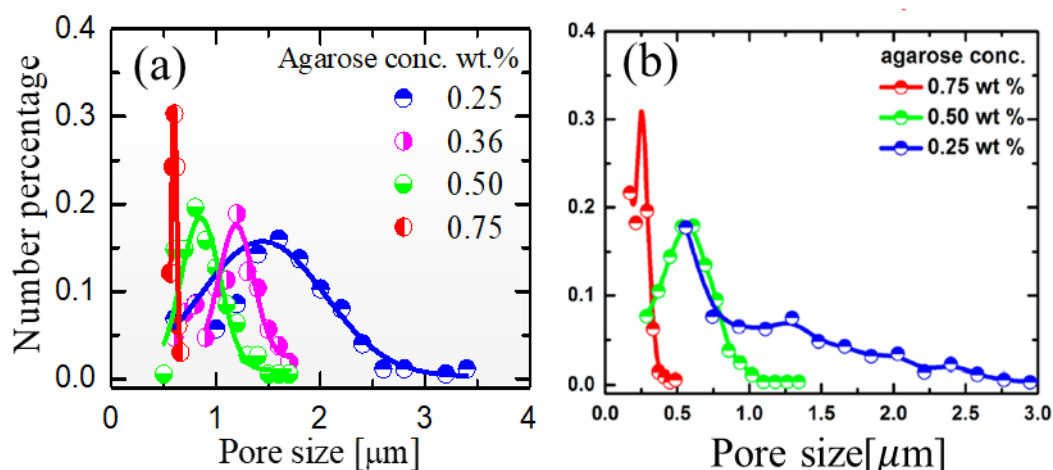 (a)
Agarose conc. wt.%
0.25
0.36
0.50
0.75
Number percentage
0.4
0.3
0.2
0.1
0.0
0 1 2 3 4
Pore size [μm]
(b)
agarose conc.
0.75 wt %
0.50 wt %
0.25 wt %
0.4
0.3
0.2
0.1
0.0
0.0 0.5 1.0 1.5 2.0 2.5 3.0
Pore size[μm]